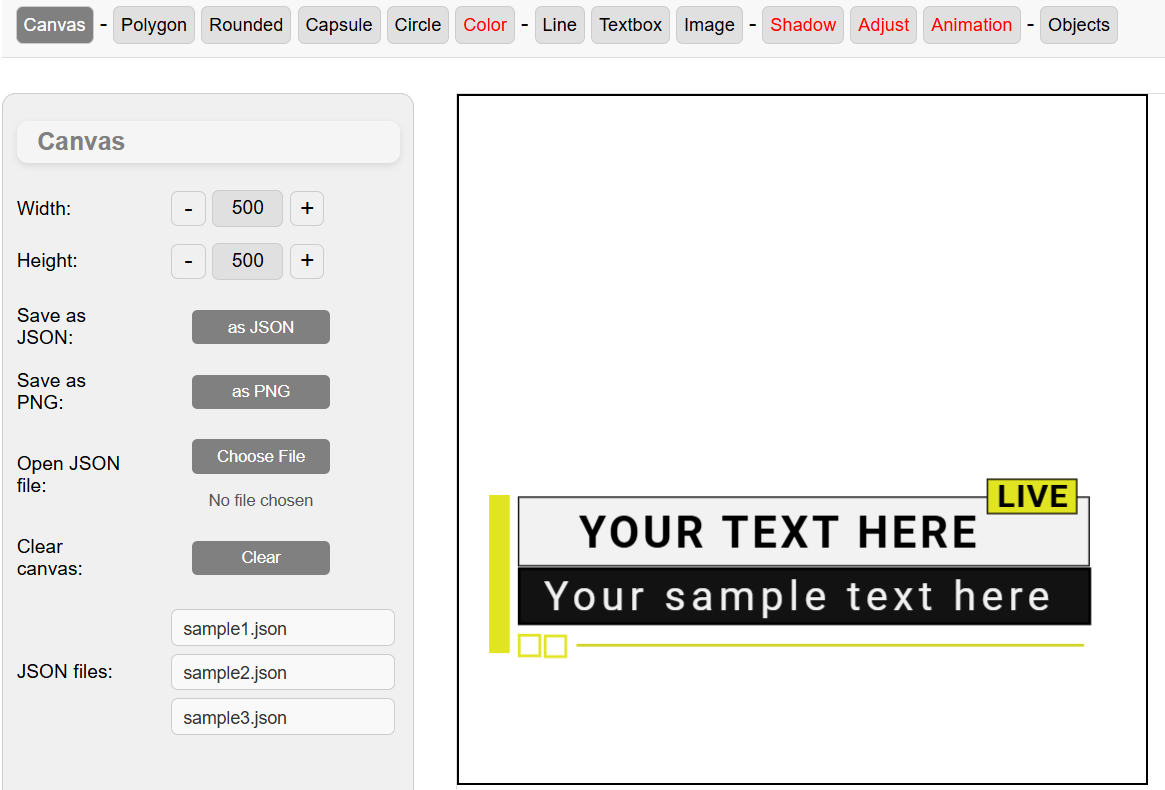 Canvas - Polygon Rounded Capsule Circle Color - Line Textbox Image - Shadow Adjust Animation - Objects
Canvas
Width: - 500 +
Height: - 500 +
Save as
JSON:
as JSON
Save as
PNG:
as PNG
Open JSON
file:
Choose File
No file chosen
Clear
canvas:
Clear
JSON files:
sample1.json
sample2.json
sample3.json
LIVE
YOUR TEXT HERE
Your sample text here